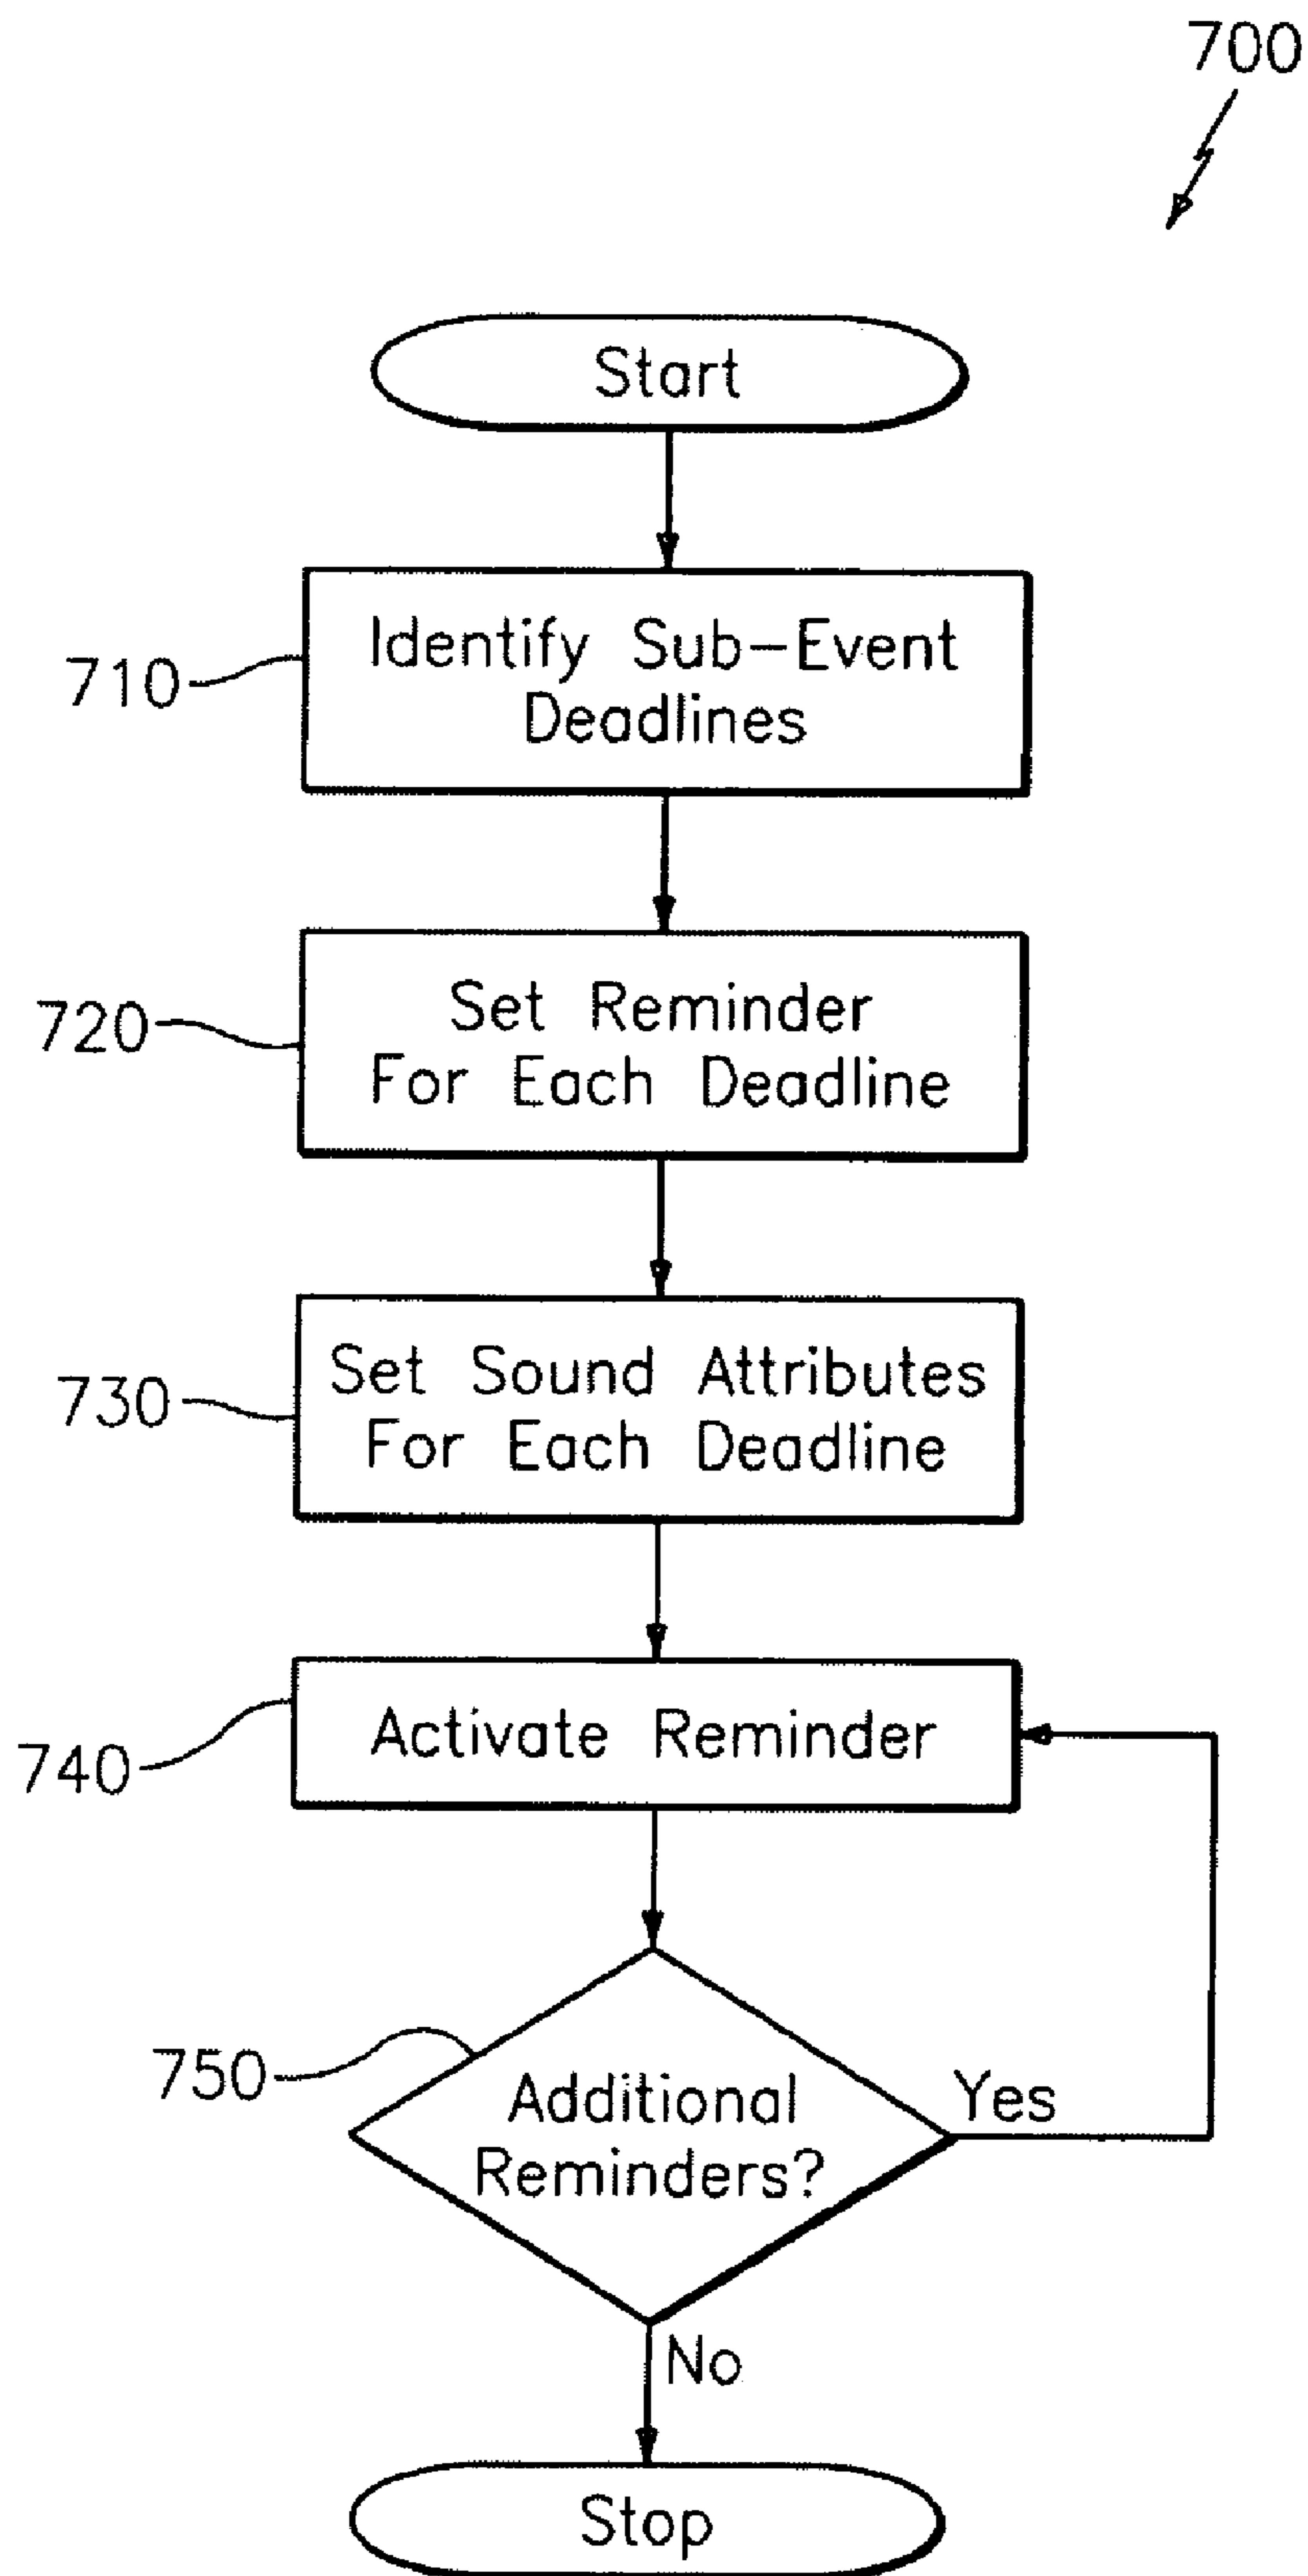 700
Start
710
Identify Sub-Event
Deadlines
720
Set Reminder
For Each Deadline
730
Set Sound Attributes
For Each Deadline
740
Activate Reminder
750
Additional
Reminders?
Yes
No
Stop